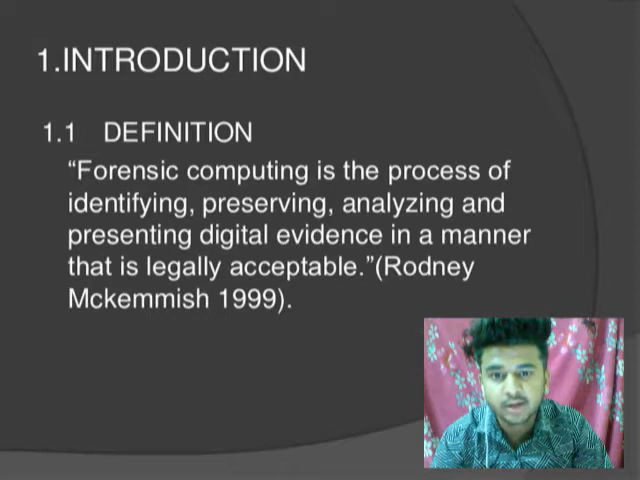 1.INTRODUCTION
1.1 DEFINITION
“Forensic computing is the process of
identifying, preserving, analyzing and
presenting digital evidence in a manner
that is legally acceptable.”(Rodney
Mckemmish 1999).